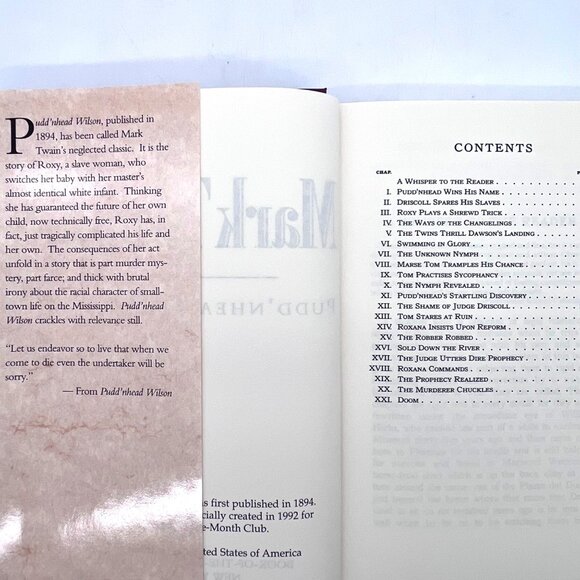 Pudd'nhead Wilson, published in
1894, has been called Mark
Twain's neglected classic. It is the
story of Roxy, a slave woman, who
switches her baby with her master's
almost identical white infant. Thinking
she has guaranteed the future of her own
child, now technically free, Roxy has, in
fact, just tragically complicated his life and
her own. The consequences of her act
unfold in a story that is part murder mys-
tery, part farce; and thick with brutal
irony about the racial character of small-
town life on the Mississippi. Pudd'nhead
Wilson crackles with relevance still.
"Let us endeavor so to live that when we
come to die even the undertaker will be
sorry."
— From Pudd'nhead Wilson
Mark
PUDD'NHEA
s first published in 1894.
cially created in 1992 for
e-Month Club.
ted States of America
CONTENTS
CHAP.
A Whisper to the Reader
I. Pudd'nhead Wins His Name
II. Driscoll Spares His Slaves
III. Roxy Plays a Shrewd Trick
IV. The Ways of the Changelings
V. The Twins Thrill Dawson's Landing
VI. Swimming in Glory
VII. The Unknown Nymph
VIII. Marse Tom Tramples His Chance
IX. Tom Practises Sycophancy
X. The Nymph Revealed
XI. Pudd'nhead's Startling Discovery
XII. The Shame of Judge Driscoll
XIII. Tom Stares at Ruin
XIV. Roxana Insists Upon Reform
XV. The Robber Robbed
XVI. Sold Down the River
XVII. The Judge Utters Dire Prophecy
XVIII. Roxana Commands
XIX. The Prophecy Realized
XX. The Murderer Chuckles
XXI. Doom